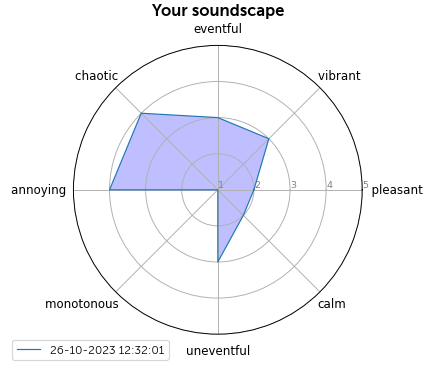 Your soundscape
eventful
chaotic
vibrant
annoying
1 2 3 4 5
pleasant
monotonous
calm
uneventful
26-10-2023 12:32:01